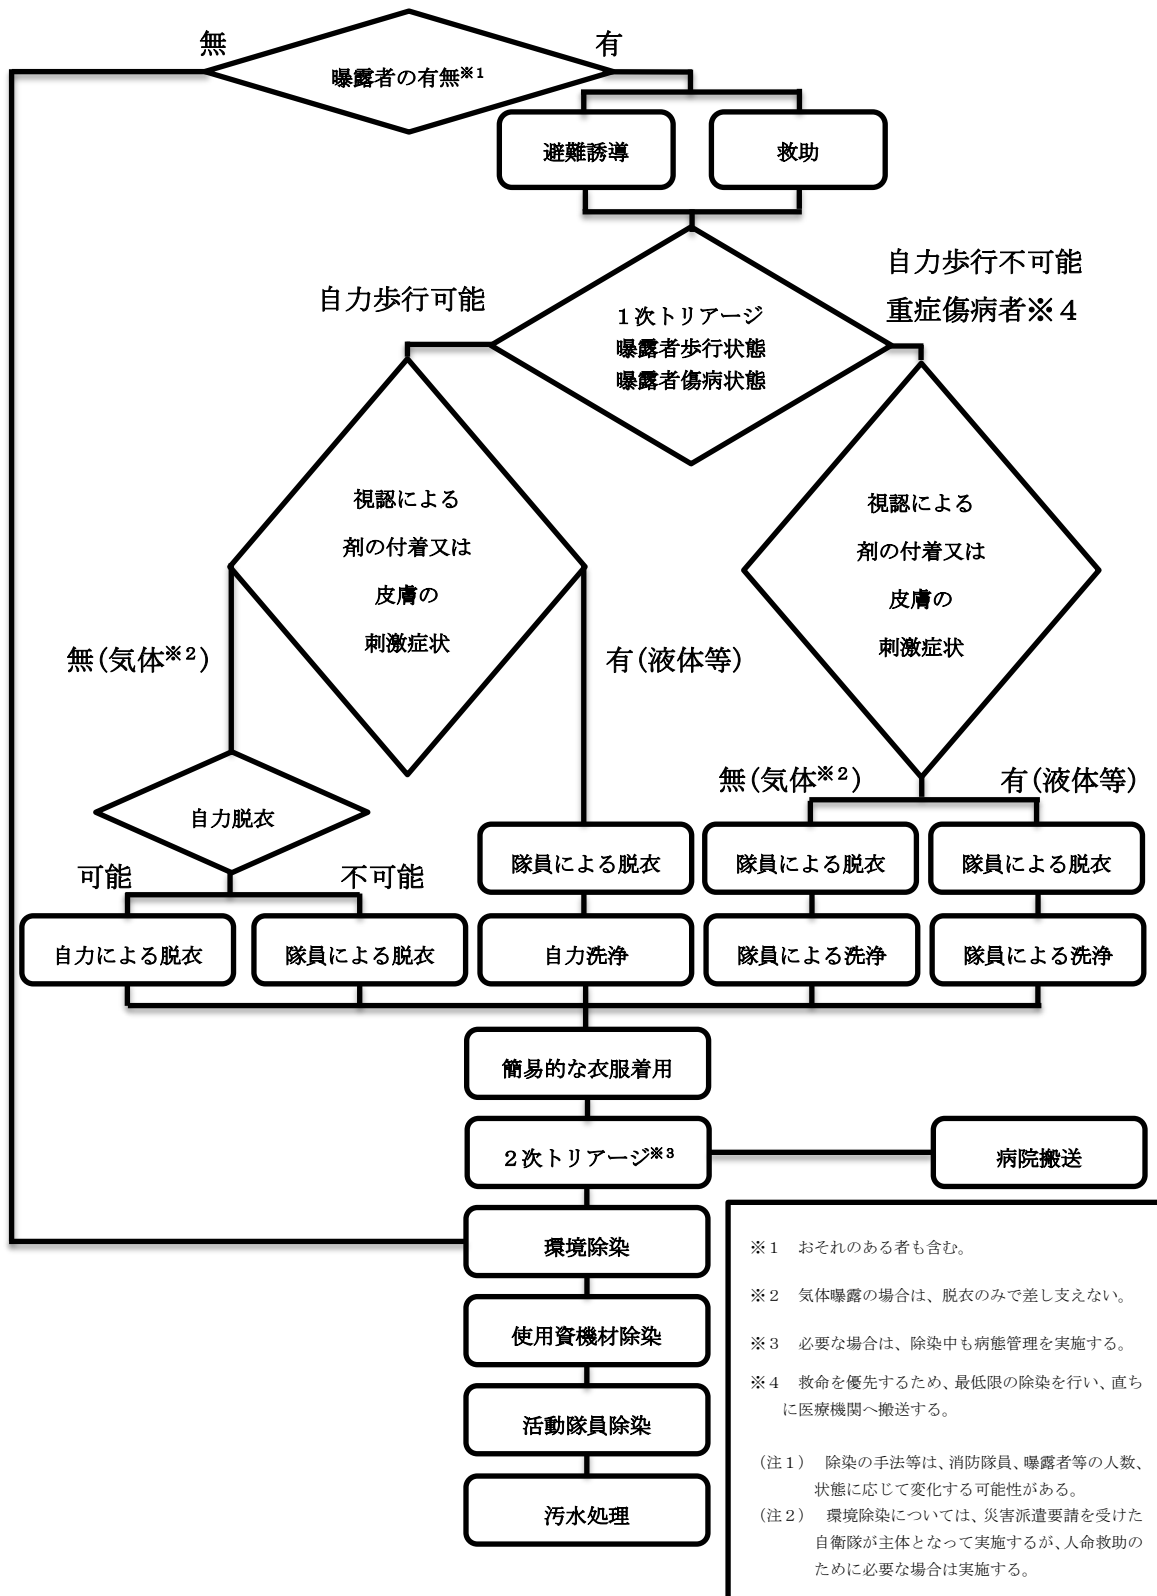 無
有
曝露者の有無※1
避難誘導
救助
自力歩行可能
自力歩行不可能
重症傷病者※４
１次トリアージ
曝露者歩行状態
曝露者傷病状態
視認による
剤の付着又は
皮膚の
刺激症状
視認による
剤の付着又は
皮膚の
刺激症状
無(気体※2)
有(液体等)
無(気体※2)
有(液体等)
自力脱衣
可能
不可能
隊員による脱衣
隊員による脱衣
隊員による脱衣
自力による脱衣
隊員による脱衣
自力洗浄
隊員による洗浄
隊員による洗浄
簡易的な衣服着用
２次トリアージ※3
病院搬送
環境除染
使用資機材除染
活動隊員除染
汚水処理
※１　おそれのある者も含む。
※２　気体曝露の場合は、脱衣のみで差し支えない。
※３　必要な場合は、除染中も病態管理を実施する。
※４　救命を優先するため、最低限の除染を行い、直ち
に医療機関へ搬送する。
（注１）　除染の手法等は、消防隊員、曝露者等の人数、
状態に応じて変化する可能性がある。
（注２）　環境除染については、災害派遣要請を受けた
自衛隊が主体となって実施するが、人命救助の
ために必要な場合は実施する。